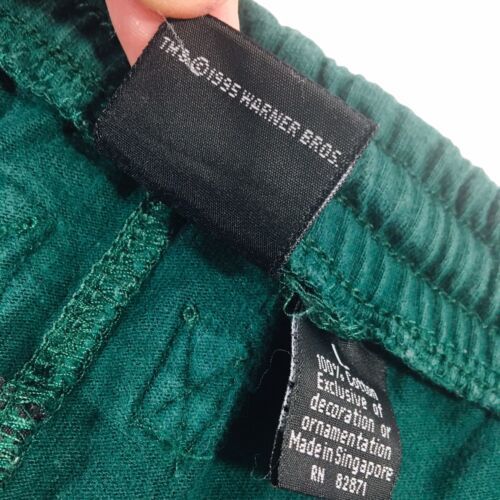 TM&©1995 WARNER BROS.
L
100% Cotton
Exclusive of
decoration or
ornamentation
Made in Singapore
RN 82871